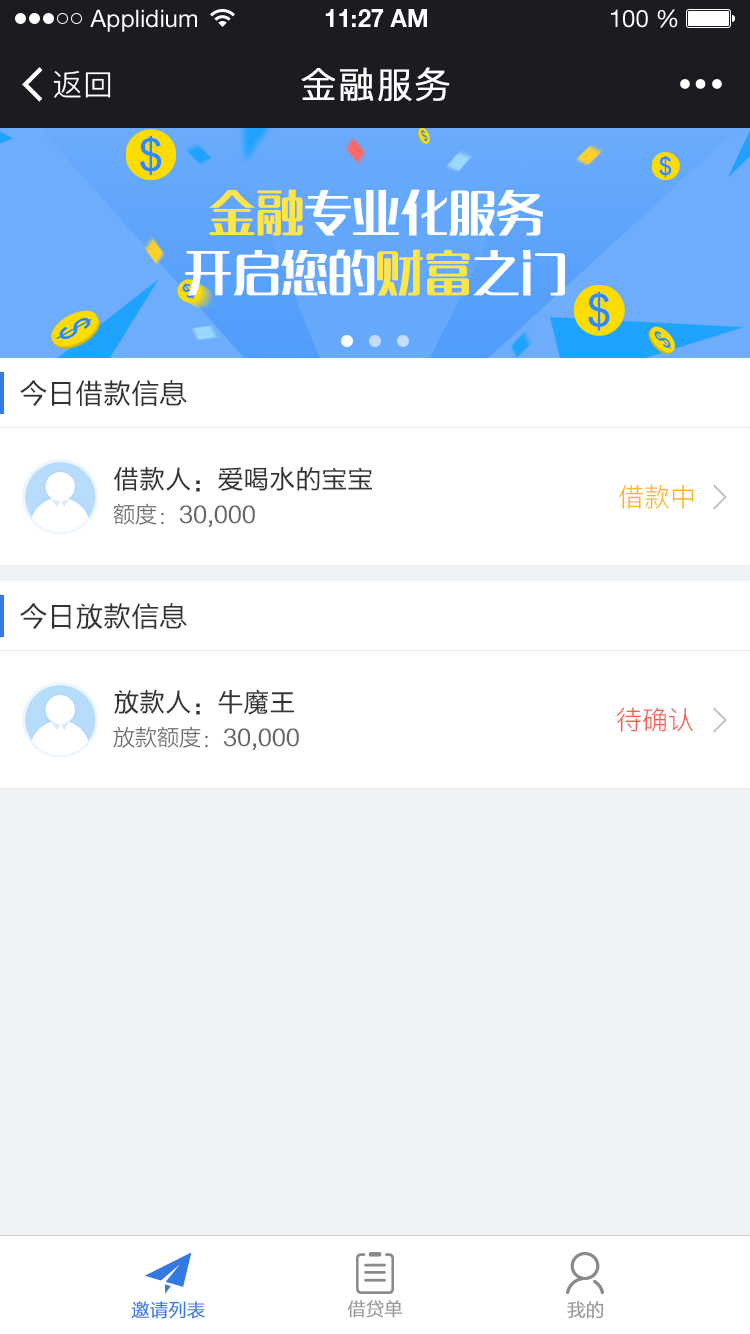 Applidium 11:27 AM 100 %
返回 金融服务
金融专业化服务
开启您的财富之门
今日借款信息
借款人：爱喝水的宝宝
额度：30,000
借款中
今日放款信息
放款人：牛魔王
放款额度：30,000
待确认
邀请列表 借贷单 我的